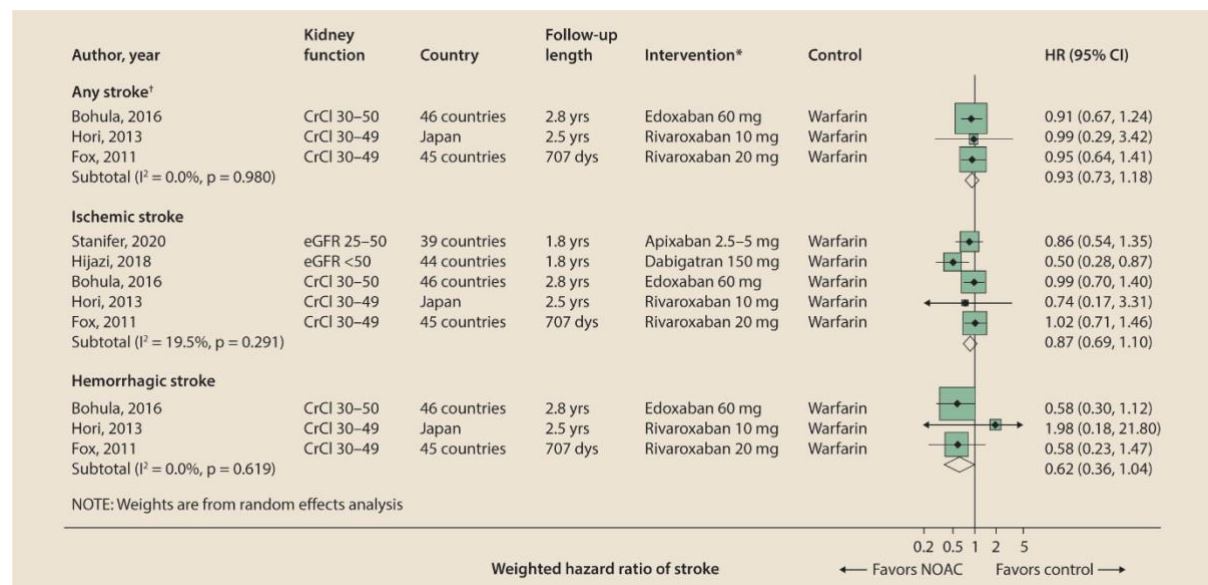 Author, year Kidney function Country Follow-up length Intervention* Control HR (95% CI)
Any stroke†
Bohula, 2016 CrCl 30–50 46 countries 2.8 yrs Edoxaban 60 mg Warfarin 0.91 (0.67, 1.24)
Hori, 2013 CrCl 30–49 Japan 2.5 yrs Rivaroxaban 10 mg Warfarin 0.99 (0.29, 3.42)
Fox, 2011 CrCl 30–49 45 countries 707 dys Rivaroxaban 20 mg Warfarin 0.95 (0.64, 1.41)
Subtotal (I² = 0.0%, p = 0.980) 0.93 (0.73, 1.18)
Ischemic stroke
Stanifer, 2020 eGFR 25–50 39 countries 1.8 yrs Apixaban 2.5–5 mg Warfarin 0.86 (0.54, 1.35)
Hijazi, 2018 eGFR <50 44 countries 1.8 yrs Dabigatran 150 mg Warfarin 0.50 (0.28, 0.87)
Bohula, 2016 CrCl 30–50 46 countries 2.8 yrs Edoxaban 60 mg Warfarin 0.99 (0.70, 1.40)
Hori, 2013 CrCl 30–49 Japan 2.5 yrs Rivaroxaban 10 mg Warfarin 0.74 (0.17, 3.31)
Fox, 2011 CrCl 30–49 45 countries 707 dys Rivaroxaban 20 mg Warfarin 1.02 (0.71, 1.46)
Subtotal (I² = 19.5%, p = 0.291) 0.87 (0.69, 1.10)
Hemorrhagic stroke
Bohula, 2016 CrCl 30–50 46 countries 2.8 yrs Edoxaban 60 mg Warfarin 0.58 (0.30, 1.12)
Hori, 2013 CrCl 30–49 Japan 2.5 yrs Rivaroxaban 10 mg Warfarin 1.98 (0.18, 21.80)
Fox, 2011 CrCl 30–49 45 countries 707 dys Rivaroxaban 20 mg Warfarin 0.58 (0.23, 1.47)
Subtotal (I² = 0.0%, p = 0.619) 0.62 (0.36, 1.04)
NOTE: Weights are from random effects analysis
0.2 0.5 1 2 5
Weighted hazard ratio of stroke ← Favors NOAC Favors control →